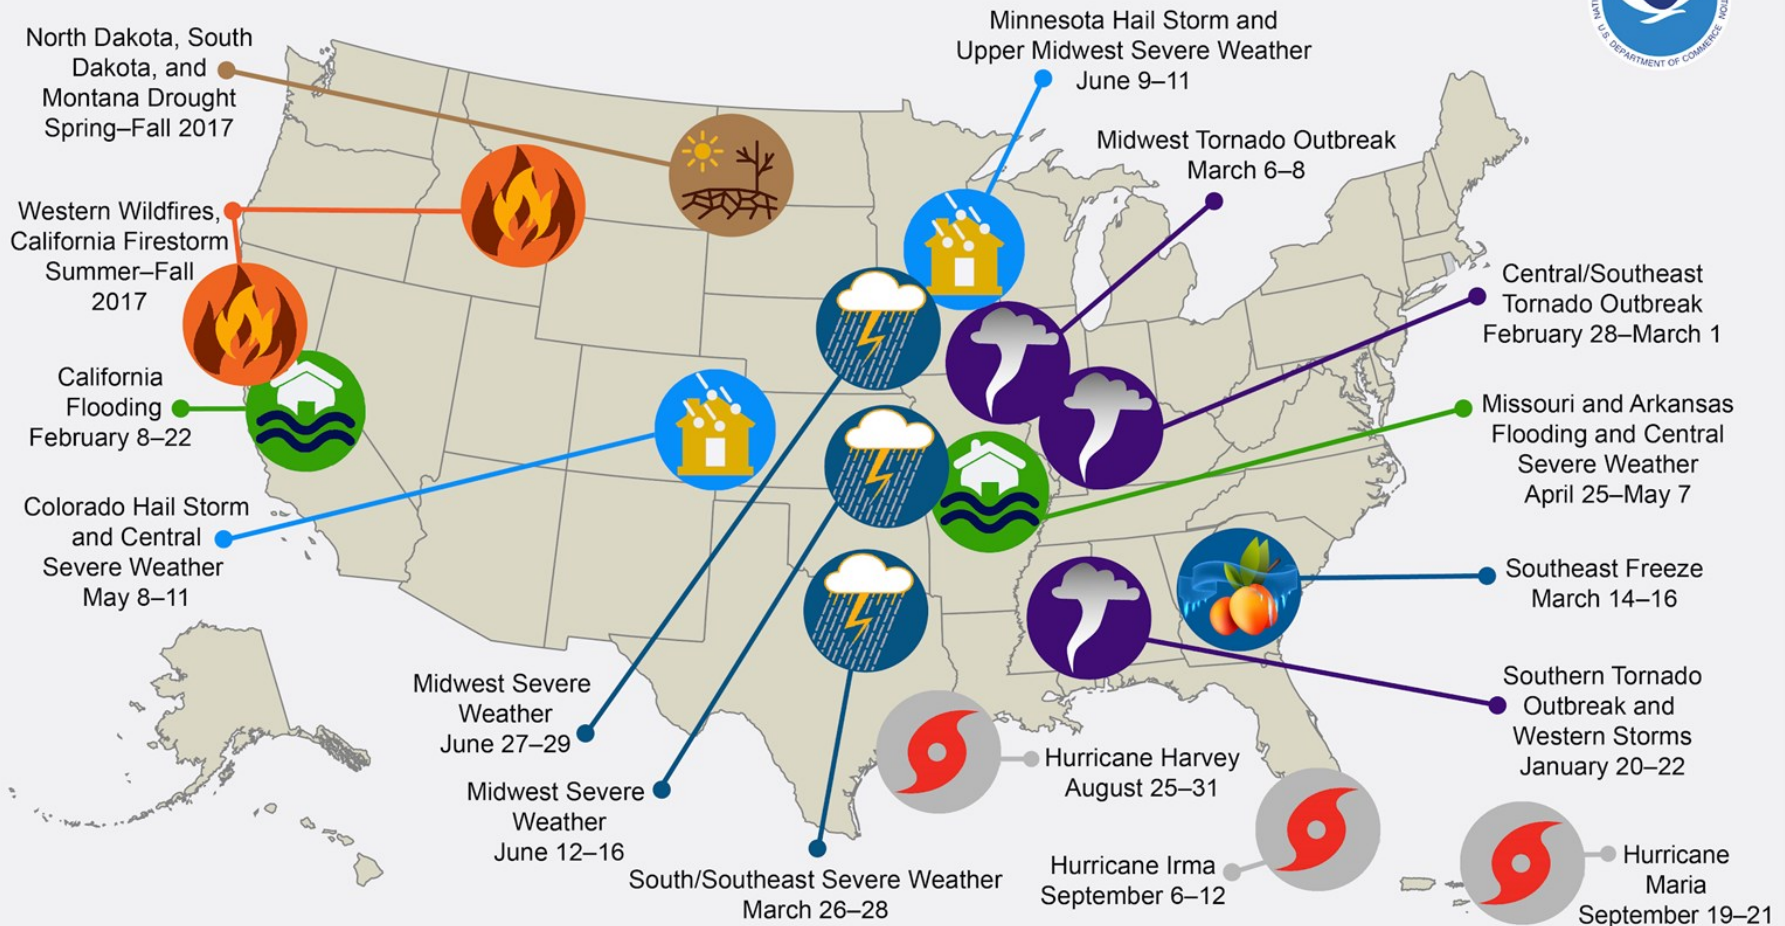 North Dakota, South
Dakota, and
Montana Drought
Spring–Fall 2017
Western Wildfires,
California Firestorm
Summer–Fall
2017
California
Flooding
February 8–22
Colorado Hail Storm
and Central
Severe Weather
May 8–11
Minnesota Hail Storm and
Upper Midwest Severe Weather
June 9–11
Midwest Tornado Outbreak
March 6–8
U.S. DEPARTMENT OF COMMERCE
Central/Southeast
Tornado Outbreak
February 28–March 1
Missouri and Arkansas
Flooding and Central
Severe Weather
April 25–May 7
Southeast Freeze
March 14–16
Southern Tornado
Outbreak and
Western Storms
January 20–22
Midwest Severe
Weather
June 27–29
Midwest Severe
Weather
June 12–16
South/Southeast Severe Weather
March 26–28
Hurricane Harvey
August 25–31
Hurricane Irma
September 6–12
Hurricane
Maria
September 19–21